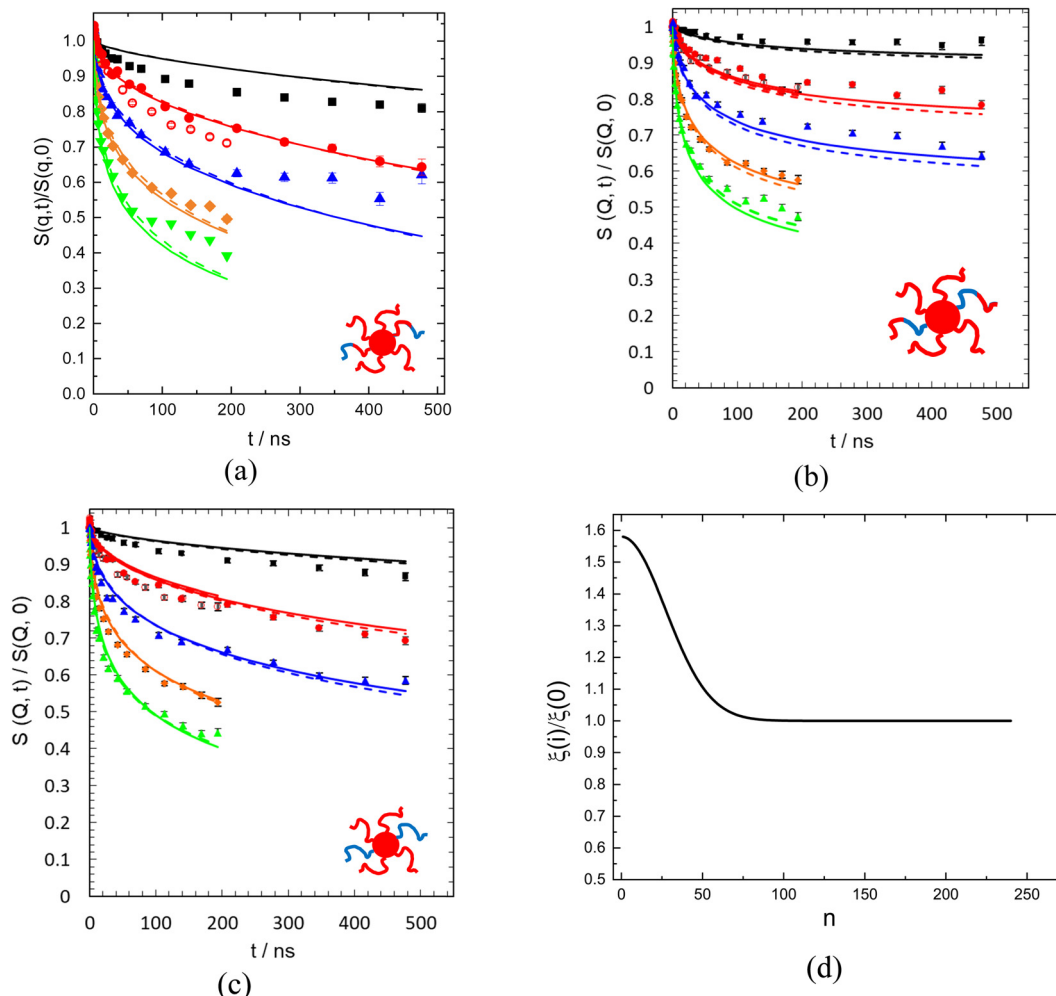 1.0
0.9
0.8
0.7
0.6
0.5
0.4
0.3
0.2
0.1
0.0
S(q,t)/S(q,0)
0 100 200 300 400 500
t / ns
(a)
1
0.9
0.8
0.7
0.6
0.5
0.4
0.3
0.2
0.1
0
S (Q, t) / S(Q, 0)
0 100 200 300 400 500
t / ns
(b)
1
0.9
0.8
0.7
0.6
0.5
0.4
0.3
0.2
0.1
0
S (Q, t) / S(Q, 0)
0 100 200 300 400 500
t / ns
(c)
1.6
1.5
1.4
1.3
1.2
1.1
1.0
0.9
0.8
0.7
0.6
0.5
ξ(i)/ξ(0)
0 50 100 150 200 250
n
(d)